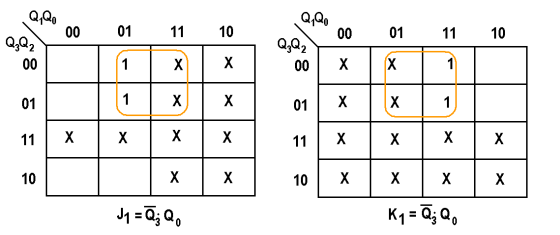 Q₁Q₀
00 01 11 10
Q₃Q₂
00 1 X X
01 1 X X
11 X X X X
10 X X
J₁ = Q̅₃·Q₀
Q₁Q₀
00 01 11 10
Q₃Q₂
00 X X 1
01 X X 1
11 X X X X
10 X X X X
K₁ = Q̅₃·Q₀